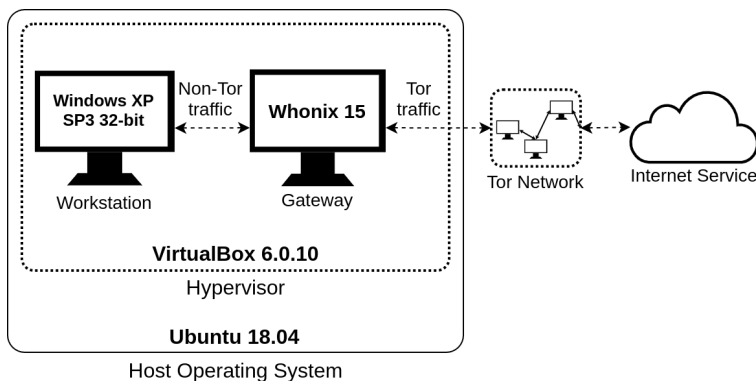 Windows XP
SP3 32-bit
Non-Tor
traffic
Whonix 15
Tor
traffic
Workstation
Gateway
Tor Network
Internet Service
VirtualBox 6.0.10
Hypervisor
Ubuntu 18.04
Host Operating System